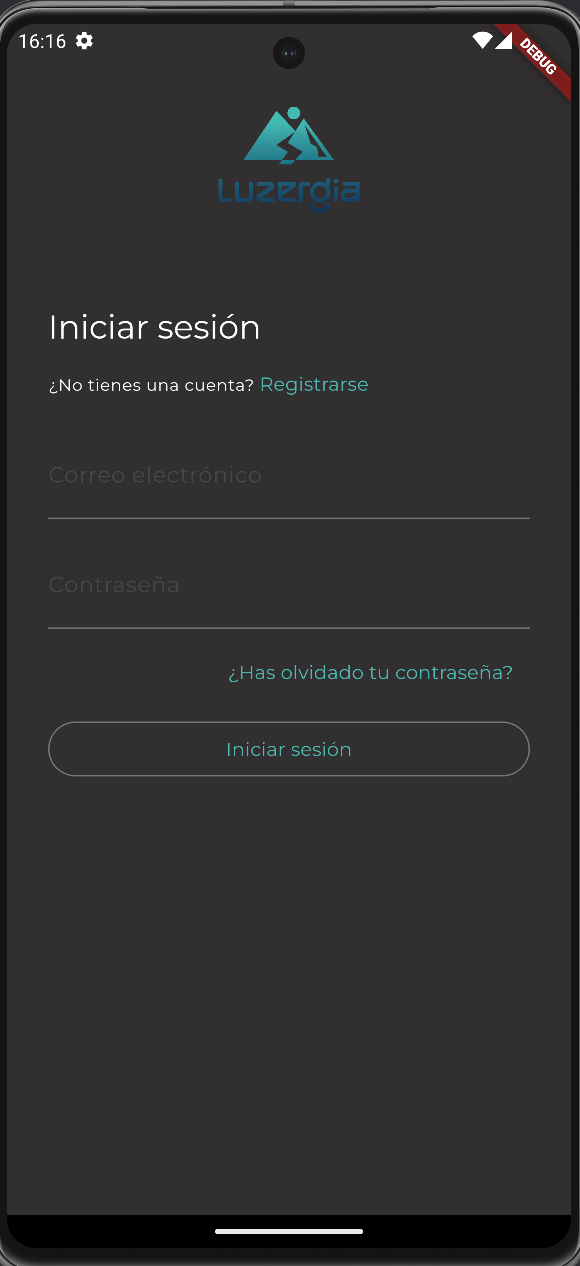 16:16
DEBUG
Luzergia
Iniciar sesión
¿No tienes una cuenta? Registrarse
Correo electrónico
Contraseña
¿Has olvidado tu contraseña?
Iniciar sesión